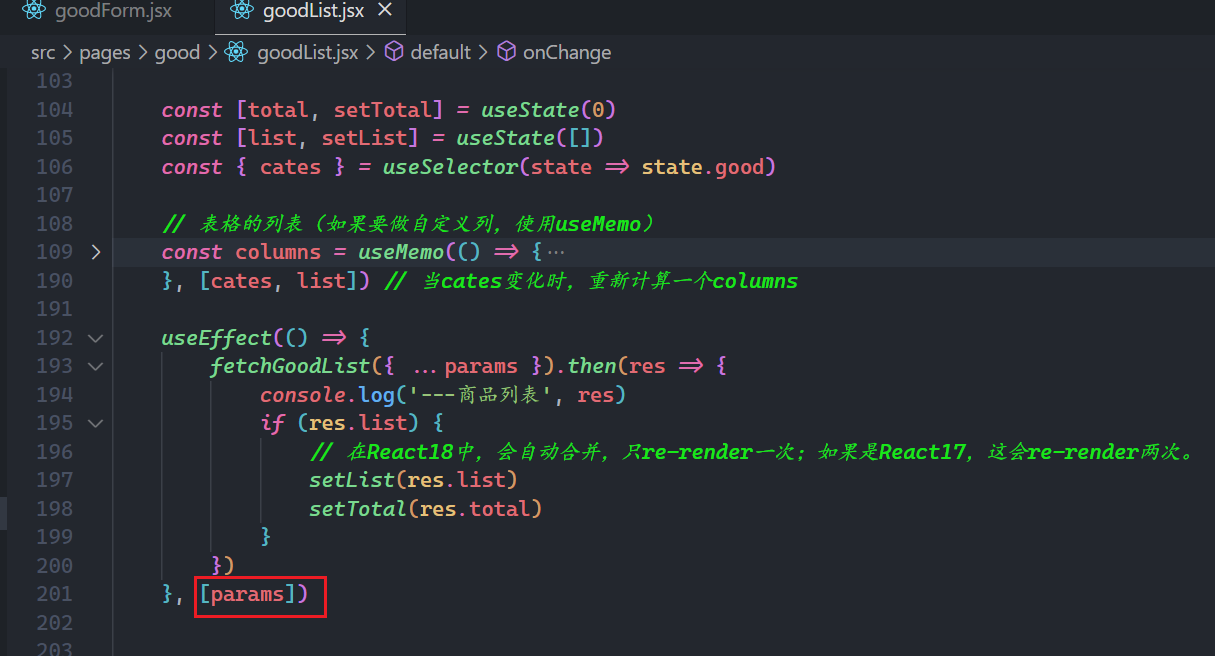 goodForm.jsx goodList.jsx ×
src > pages > good > goodList.jsx > default > onChange
103
104 const [total, setTotal] = useState(0)
105 const [list, setList] = useState([])
106 const { cates } = useSelector(state => state.good)
107
108 // 表格的列表（如果要做自定义列，使用useMemo）
109 const columns = useMemo(() => {…
190 }, [cates, list]) // 当cates变化时，重新计算一个columns
191
192 useEffect(() => {
193 fetchGoodList({ ...params }).then(res => {
194 console.log('---商品列表', res)
195 if (res.list) {
196 // 在React18中，会自动合并，只re-render一次；如果是React17，这会re-render两次。
197 setList(res.list)
198 setTotal(res.total)
199 }
200 })
201 }, [params])
202
203